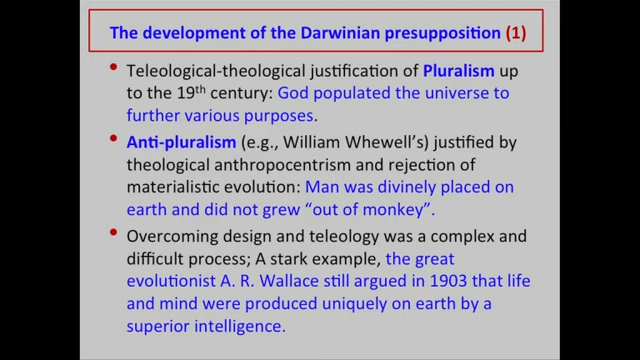 The development of the Darwinian presupposition (1)
• Teleological-theological justification of Pluralism up
to the 19th century: God populated the universe to
further various purposes.
• Anti-pluralism (e.g., William Whewell's) justified by
theological anthropocentrism and rejection of
materialistic evolution: Man was divinely placed on
earth and did not grew "out of monkey".
• Overcoming design and teleology was a complex and
difficult process; A stark example, the great
evolutionist A. R. Wallace still argued in 1903 that life
and mind were produced uniquely on earth by a
superior intelligence.